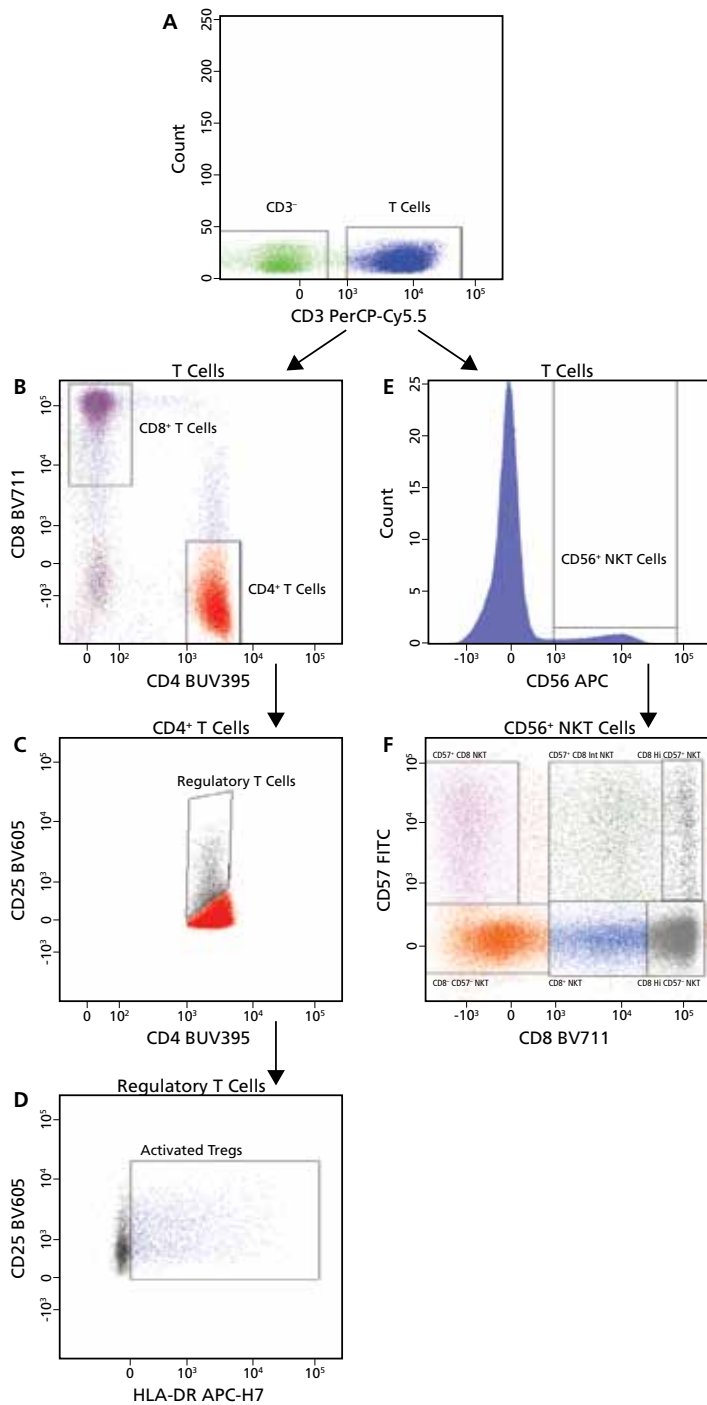 A
250
200
150
100
50
0
Count
CD3⁻
T Cells
0 10³ 10⁴ 10⁵
CD3 PerCP-Cy5.5
B
T Cells
10⁵
10⁴
10³
0
-10³
CD8 BV711
CD8⁺ T Cells
CD4⁺ T Cells
0 10² 10³ 10⁴ 10⁵
CD4 BUV395
E
T Cells
25
20
15
10
5
0
Count
CD56⁺ NKT Cells
-10³ 0 10³ 10⁴ 10⁵
CD56 APC
C
CD4⁺ T Cells
10⁵
10⁴
10³
0
-10³
CD25 BV605
Regulatory T Cells
0 10² 10³ 10⁴ 10⁵
CD4 BUV395
F
CD56⁺ NKT Cells
10⁵
10⁴
10³
0
CD57 FITC
CD57⁺ CD8 NKT
CD57⁺ CD8 Int NKT
CD8 Hi CD57⁺ NKT
CD8⁻ CD57⁻ NKT
CD8⁺ NKT
CD8 Hi CD57⁻ NKT
-10³ 0 10³ 10⁴ 10⁵
CD8 BV711
D
Regulatory T Cells
10⁵
10⁴
10³
0
-10³
CD25 BV605
Activated Tregs
0 10³ 10⁴ 10⁵
HLA-DR APC-H7